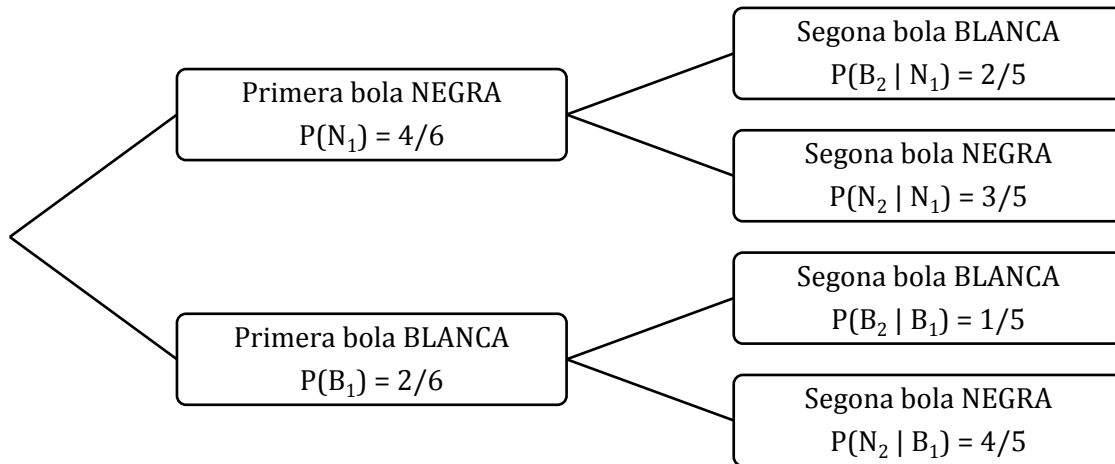 Primera bola NEGRA
P(N₁) = 4/6
Segona bola BLANCA
P(B₂ | N₁) = 2/5
Segona bola NEGRA
P(N₂ | N₁) = 3/5
Primera bola BLANCA
P(B₁) = 2/6
Segona bola BLANCA
P(B₂ | B₁) = 1/5
Segona bola NEGRA
P(N₂ | B₁) = 4/5